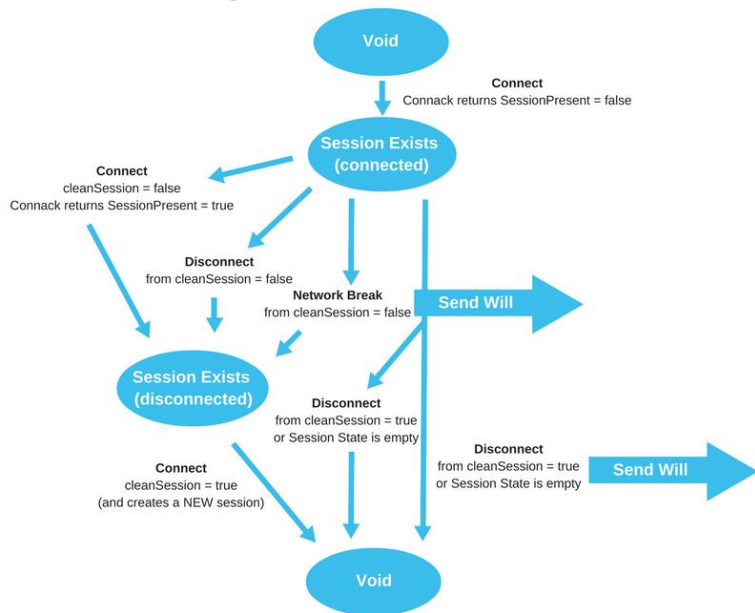 Void
Connect
Connack returns SessionPresent = false
Session Exists
(connected)
Connect
cleanSession = false
Connack returns SessionPresent = true
Disconnect
from cleanSession = false
Network Break
from cleanSession = false
Send Will
Session Exists
(disconnected)
Disconnect
from cleanSession = true
or Session State is empty
Disconnect
from cleanSession = true
or Session State is empty
Send Will
Connect
cleanSession = true
(and creates a NEW session)
Void